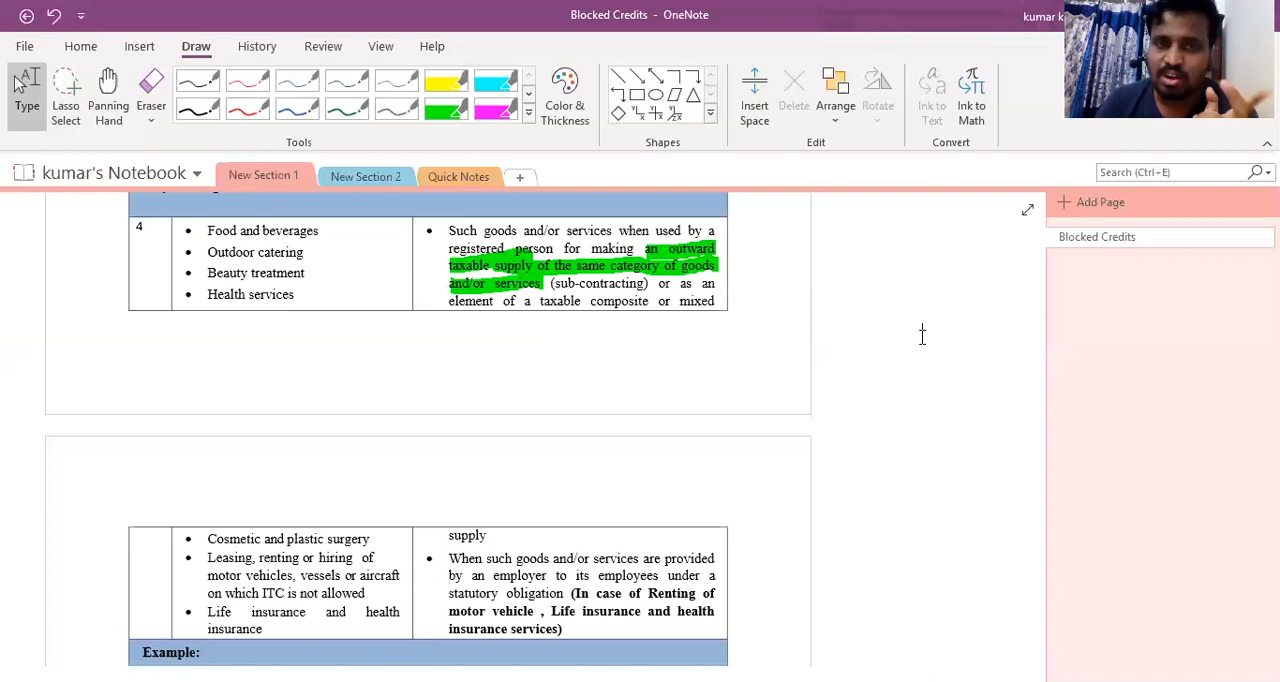 Blocked Credits - OneNote
kumar k
File Home Insert Draw History Review View Help
Type
Lasso Select
Panning Hand
Eraser
Color & Thickness
Insert Space
Delete
Arrange
Rotate
Ink to Text
Ink to Math
Tools
Shapes
Edit
Convert
kumar's Notebook
New Section 1
New Section 2
Quick Notes
Search (Ctrl+E)
Add Page
Blocked Credits
4
Food and beverages
Outdoor catering
Beauty treatment
Health services
Such goods and/or services when used by a
registered person for making an outward
taxable supply of the same category of goods
and/or services (sub-contracting) or as an
element of a taxable composite or mixed
Cosmetic and plastic surgery
Leasing, renting or hiring of
motor vehicles, vessels or aircraft
on which ITC is not allowed
Life insurance and health
insurance
supply
When such goods and/or services are provided
by an employer to its employees under a
statutory obligation (In case of Renting of
motor vehicle , Life insurance and health
insurance services)
Example: